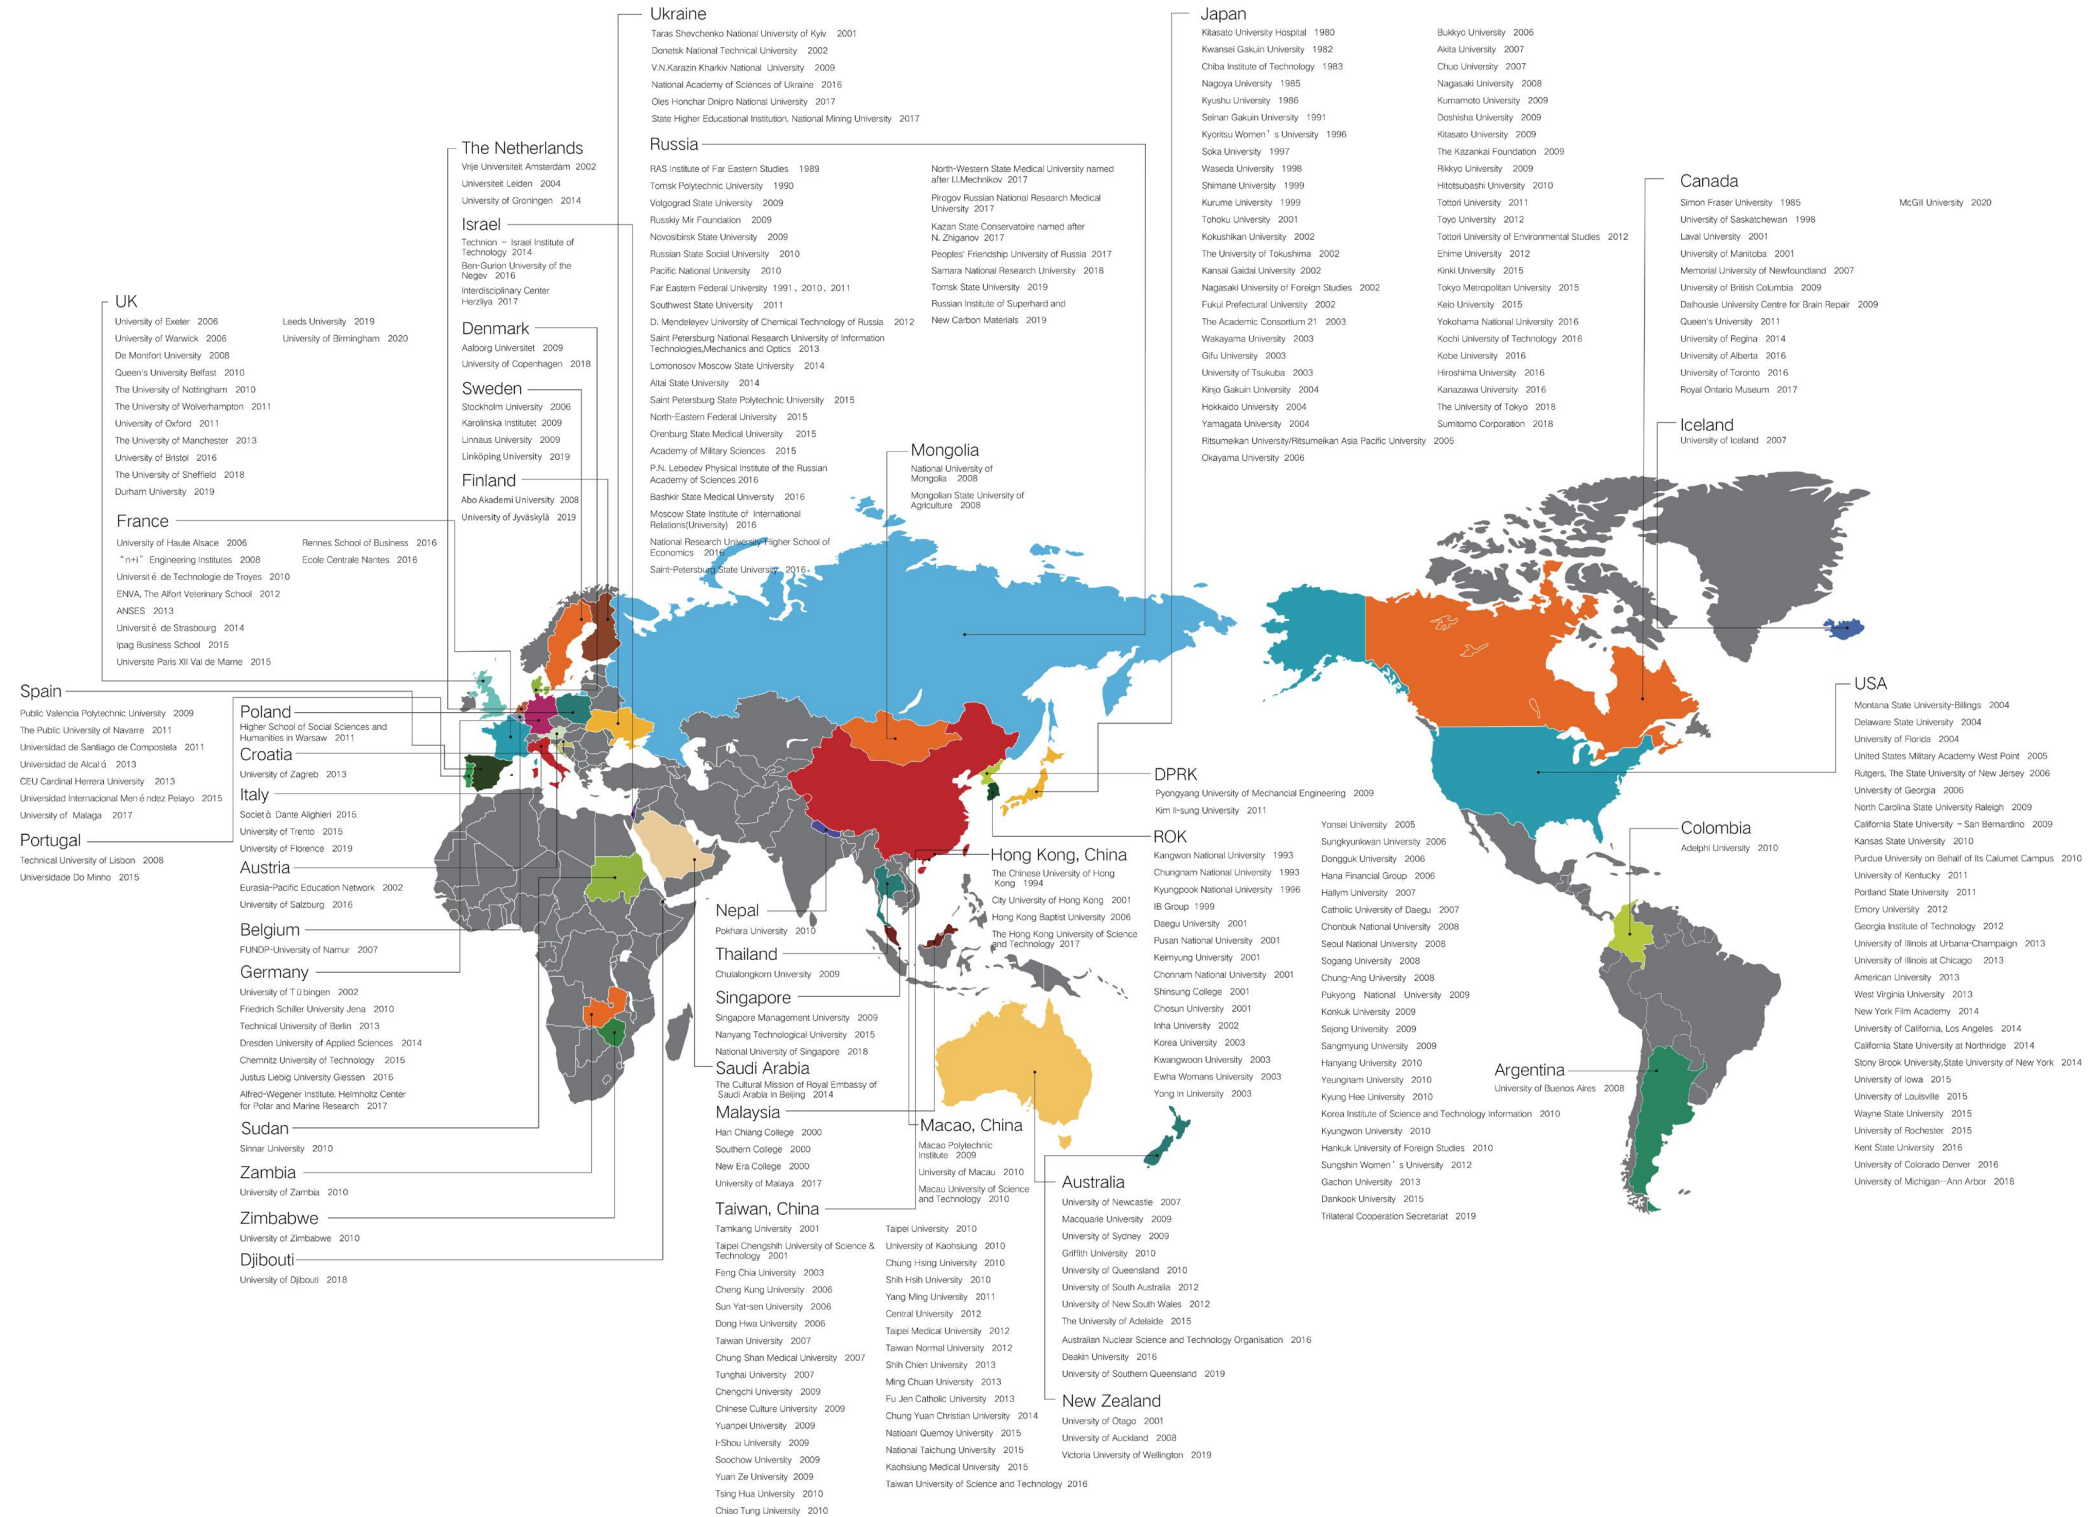 Ukraine
Taras Shevchenko National University of Kyiv 2001
Donetsk National Technical University 2002
V.N.Karazin Kharkiv National University 2009
National Academy of Sciences of Ukraine 2016
Oles Honchar Dnipro National University 2017
State Higher Educational Institution, National Mining University 2017
Japan
Kitasato University Hospital 1980
Kwansei Gakuin University 1982
Chiba Institute of Technology 1983
Nagoya University 1985
Kyushu University 1986
Seinan Gakuin University 1991
Kyoritsu Women's University 1996
Soka University 1997
Waseda University 1998
Shimane University 1999
Kurume University 1999
Tohoku University 2001
Kokushikan University 2002
The University of Tokushima 2002
Kansai Gaidai University 2002
Nagasaki University of Foreign Studies 2002
Fukui Prefectural University 2002
The Academic Consortium 21 2003
Wakayama University 2003
Gifu University 2003
University of Tsukuba 2003
Kinjo Gakuin University 2004
Hokkaido University 2004
Yamagata University 2004
Ritsumeikan University/Ritsumeikan Asia Pacific University 2005
Okayama University 2006
Bukkyo University 2006
Akita University 2007
Chuo University 2007
Nagasaki University 2008
Kumamoto University 2009
Doshisha University 2009
Kitasato University 2009
The Kazankai Foundation 2009
Rikkyo University 2009
Hitotsubashi University 2010
Tottori University 2011
Toyo University 2012
Tottori University of Environmental Studies 2012
Ehime University 2012
Kinki University 2015
Tokyo Metropolitan University 2015
Keio University 2015
Yokohama National University 2016
Kochi University of Technology 2016
Kobe University 2016
Hiroshima University 2016
Kanazawa University 2016
The University of Tokyo 2018
Sumitomo Corporation 2018
The Netherlands
Vrije Universiteit Amsterdam 2002
Universiteit Leiden 2004
University of Groningen 2014
Russia
RAS Institute of Far Eastern Studies 1989
Tomsk Polytechnic University 1990
Volgograd State University 2009
Russkiy Mir Foundation 2009
Novosibirsk State University 2009
Russian State Social University 2010
Pacific National University 2010
Far Eastern Federal University 1991、2010、2011
Southwest State University 2011
D. Mendeleyev University of Chemical Technology of Russia 2012
Saint Petersburg National Research University of Information
Technologies,Mechanics and Optics 2013
Lomonosov Moscow State University 2014
Altai State University 2014
Saint Petersburg State Polytechnic University 2015
North-Eastern Federal University 2015
Orenburg State Medical University 2015
Academy of Military Sciences 2015
P.N. Lebedev Physical Institute of the Russian
Academy of Sciences 2016
Bashkir State Medical University 2016
Moscow State Institute of International
Relations(University) 2016
National Research University-Higher School of
Economics 2016
Saint-Petersburg State University 2016
North-Western State Medical University named
after I.I.Mechnikov 2017
Pirogov Russian National Research Medical
University 2017
Kazan State Conservatoire named after
N. Zhiganov 2017
Peoples' Friendship University of Russia 2017
Samara National Research University 2018
Tomsk State University 2019
Russian Institute of Superhard and
New Carbon Materials 2019
Canada
Simon Fraser University 1985
University of Saskatchewan 1998
Laval University 2001
University of Manitoba 2001
Memorial University of Newfoundland 2007
University of British Columbia 2009
Dalhousie University Centre for Brain Repair 2009
Queen's University 2011
University of Regina 2014
University of Alberta 2016
University of Toronto 2016
Royal Ontario Museum 2017
McGill University 2020
Israel
Technion - Israel Institute of
Technology 2014
Ben-Gurion University of the
Negev 2016
Interdisciplinary Center
Herzliya 2017
UK
University of Exeter 2006
University of Warwick 2006
De Montfort University 2008
Queen's University Belfast 2010
The University of Nottingham 2010
The University of Wolverhampton 2011
University of Oxford 2011
The University of Manchester 2013
University of Bristol 2016
The University of Sheffield 2018
Durham University 2019
Leeds University 2019
University of Birmingham 2020
Denmark
Aalborg Universitet 2009
University of Copenhagen 2018
Sweden
Stockholm University 2006
Karolinska Institutet 2009
Linnaus University 2009
Linköping University 2019
Finland
Abo Akademi University 2008
University of Jyväskylä 2019
Mongolia
National University of
Mongolia 2008
Mongolian State University of
Agriculture 2008
Iceland
University of Iceland 2007
France
University of Haute Alsace 2006
“n+i” Engineering Institutes 2008
Université de Technologie de Troyes 2010
ENVA, The Alfort Veterinary School 2012
ANSES 2013
Université de Strasbourg 2014
Ipag Business School 2015
Universite Paris XII Val de Marne 2015
Rennes School of Business 2016
Ecole Centrale Nantes 2016
Spain
Public Valencia Polytechnic University 2009
The Public University of Navarre 2011
Universidad de Santiago de Compostela 2011
Universidad de Alcalá 2013
CEU Cardinal Herrera University 2013
Universidad Internacional Menéndez Pelayo 2015
University of Malaga 2017
Portugal
Technical University of Lisbon 2008
Universidade Do Minho 2015
Poland
Higher School of Social Sciences and
Humanities in Warsaw 2011
Croatia
University of Zagreb 2013
Italy
Società Dante Alighieri 2015
University of Trento 2015
University of Florence 2019
Austria
Eurasia-Pacific Education Network 2002
University of Salzburg 2016
Belgium
FUNDP-University of Namur 2007
Germany
University of Tübingen 2002
Friedrich Schiller University Jena 2010
Technical University of Berlin 2013
Dresden University of Applied Sciences 2014
Chemnitz University of Technology 2015
Justus Liebig University Giessen 2016
Alfred-Wegener Institute, Helmholtz Center
for Polar and Marine Research 2017
Sudan
Sinnar University 2010
Zambia
University of Zambia 2010
Zimbabwe
University of Zimbabwe 2010
Djibouti
University of Djibouti 2018
Nepal
Pokhara University 2010
Thailand
Chulalongkorn University 2009
Singapore
Singapore Management University 2009
Nanyang Technological University 2015
National University of Singapore 2018
Saudi Arabia
The Cultural Mission of Royal Embassy of
Saudi Arabia in Beijing 2014
Malaysia
Han Chiang College 2000
Southern College 2000
New Era College 2000
University of Malaya 2017
Taiwan, China
Tamkang University 2001
Taipei Chengshih University of Science &
Technology 2001
Feng Chia University 2003
Cheng Kung University 2006
Sun Yat-sen University 2006
Dong Hwa University 2006
Taiwan University 2007
Chung Shan Medical University 2007
Tunghai University 2007
Chengchi University 2009
Chinese Culture University 2009
Yuanpei University 2009
I-Shou University 2009
Soochow University 2009
Yuan Ze University 2009
Tsing Hua University 2010
Chiao Tung University 2010
Taipei University 2010
University of Kaohsiung 2010
Chung Hsing University 2010
Shih Hsih University 2010
Yang Ming University 2011
Central University 2012
Taipei Medical University 2012
Taiwan Normal University 2012
Shih Chien University 2013
Ming Chuan University 2013
Fu Jen Catholic University 2013
Chung Yuan Christian University 2014
Natioanl Quemoy University 2015
National Taichung University 2015
Kaohsiung Medical University 2015
Taiwan University of Science and Technology 2016
Hong Kong, China
The Chinese University of Hong
Kong 1994
City University of Hong Kong 2001
Hong Kong Baptist University 2006
The Hong Kong University of Science
and Technology 2017
Macao, China
Macao Polytechnic
Institute 2009
University of Macau 2010
Macau University of Science
and Technology 2010
DPRK
Pyongyang University of Mechancial Engineering 2009
Kim Il-sung University 2011
ROK
Kangwon National University 1993
Chungnam National University 1993
Kyungpook National University 1996
IB Group 1999
Daegu University 2001
Pusan National University 2001
Keimyung University 2001
Chonnam National University 2001
Shinsung College 2001
Chosun University 2001
Inha University 2002
Korea University 2003
Kwangwoon University 2003
Ewha Womans University 2003
Yong In University 2003
Yonsei University 2005
Sungkyunkwan University 2006
Dongguk University 2006
Hana Financial Group 2006
Hallym University 2007
Catholic University of Daegu 2007
Chonbuk National University 2008
Seoul National University 2008
Sogang University 2008
Chung-Ang University 2008
Pukyong National University 2009
Konkuk University 2009
Sejong University 2009
Sangmyung University 2009
Hanyang University 2010
Yeungnam University 2010
Kyung Hee University 2010
Korea Institute of Science and Technology Information 2010
Kyungwon University 2010
Hankuk University of Foreign Studies 2010
Sungshin Women's University 2012
Gachon University 2013
Dankook University 2015
Trilateral Cooperation Secretariat 2019
Australia
University of Newcastle 2007
Macquarie University 2009
University of Sydney 2009
Griffith University 2010
University of Queensland 2010
University of South Australia 2012
University of New South Wales 2012
The University of Adelaide 2015
Australian Nuclear Science and Technology Organisation 2016
Deakin University 2016
University of Southern Queensland 2019
New Zealand
University of Otago 2001
University of Auckland 2008
Victoria University of Wellington 2019
Argentina
University of Buenos Aires 2008
Colombia
Adelphi University 2010
USA
Montana State University-Billings 2004
Delaware State University 2004
University of Florida 2004
United States Military Academy West Point 2005
Rutgers, The State University of New Jersey 2006
University of Georgia 2006
North Carolina State University Raleigh 2009
California State University - San Bernardino 2009
Kansas State University 2010
Purdue University on Behalf of Its Calumet Campus 2010
University of Kentucky 2011
Portland State University 2011
Emory University 2012
Georgia Institute of Technology 2012
University of Illinois at Urbana-Champaign 2013
University of Illinois at Chicago 2013
American University 2013
West Virginia University 2013
New York Film Academy 2014
University of California, Los Angeles 2014
California State University at Northridge 2014
Stony Brook University,State University of New York 2014
University of Iowa 2015
University of Louisville 2015
Wayne State University 2015
University of Rochester 2015
Kent State University 2016
University of Colorado Denver 2016
University of Michigan--Ann Arbor 2018